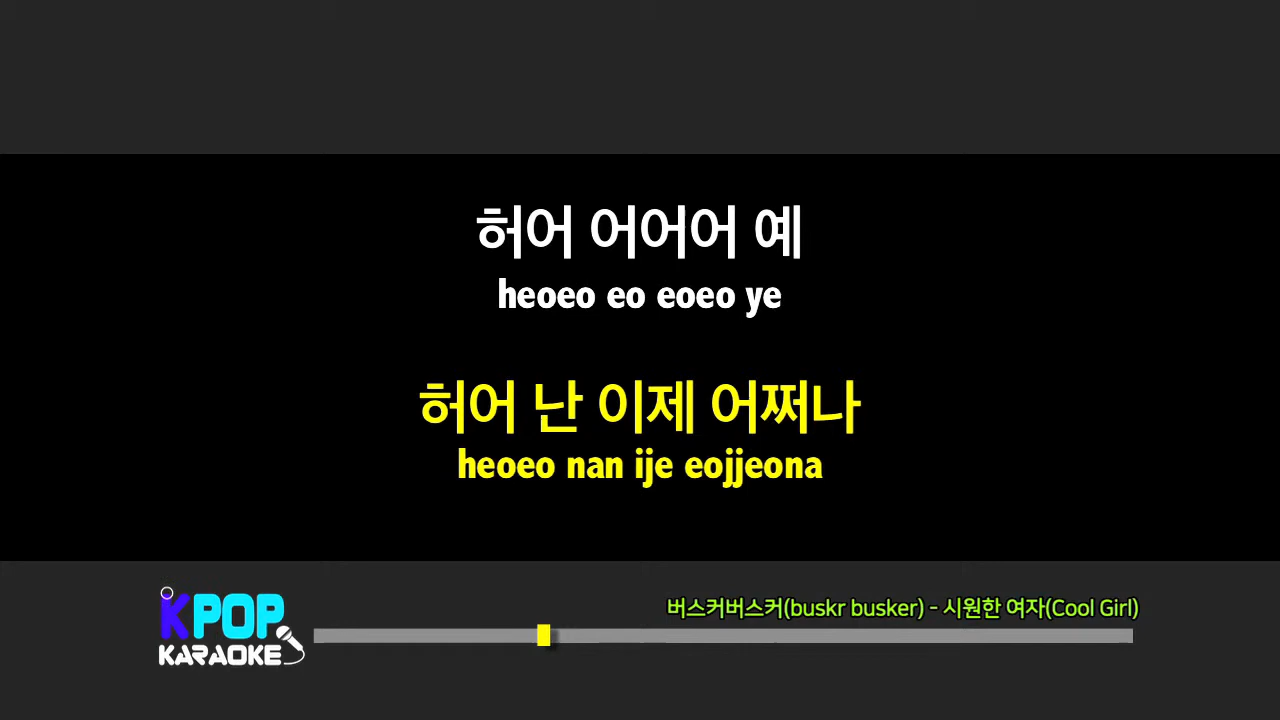 허어 어어어 예
heoeo eo eoeo ye
허어 난 이제 어쩌나
heoeo nan ije eojjeona
버스커버스커(buskr busker) - 시원한 여자(Cool Girl)
KPOP
KARAOKE